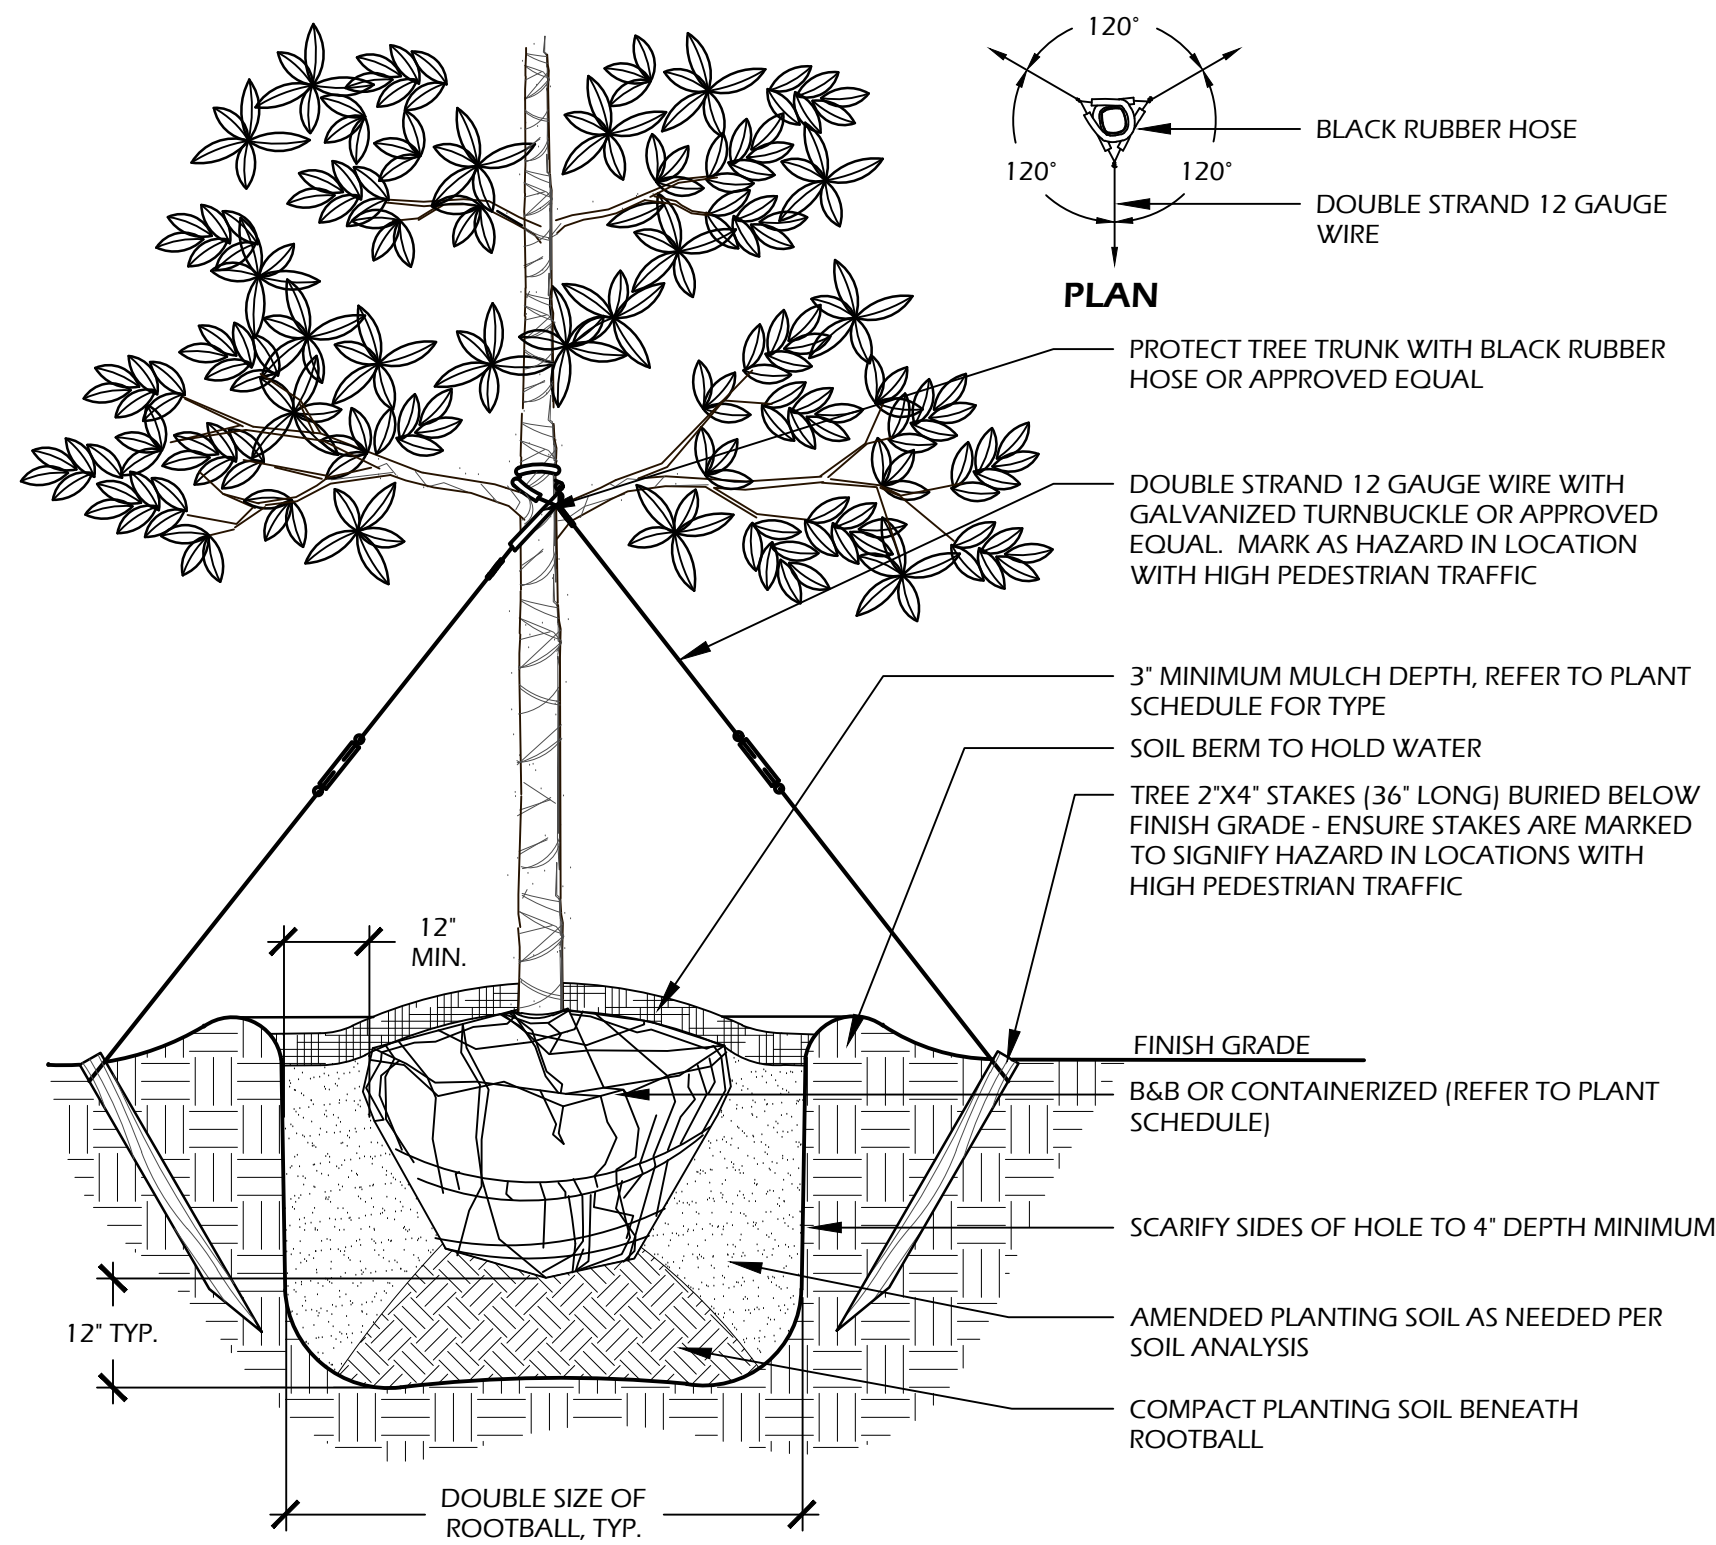 120°
120°
120°
BLACK RUBBER HOSE
DOUBLE STRAND 12 GAUGE
WIRE
PLAN
PROTECT TREE TRUNK WITH BLACK RUBBER
HOSE OR APPROVED EQUAL
DOUBLE STRAND 12 GAUGE WIRE WITH
GALVANIZED TURNBUCKLE OR APPROVED
EQUAL. MARK AS HAZARD IN LOCATION
WITH HIGH PEDESTRIAN TRAFFIC
3" MINIMUM MULCH DEPTH, REFER TO PLANT
SCHEDULE FOR TYPE
SOIL BERM TO HOLD WATER
TREE 2"X4" STAKES (36" LONG) BURIED BELOW
FINISH GRADE - ENSURE STAKES ARE MARKED
TO SIGNIFY HAZARD IN LOCATIONS WITH
HIGH PEDESTRIAN TRAFFIC
12"
MIN.
FINISH GRADE
B&B OR CONTAINERIZED (REFER TO PLANT
SCHEDULE)
SCARIFY SIDES OF HOLE TO 4" DEPTH MINIMUM
12" TYP.
AMENDED PLANTING SOIL AS NEEDED PER
SOIL ANALYSIS
COMPACT PLANTING SOIL BENEATH
ROOTBALL
DOUBLE SIZE OF
ROOTBALL, TYP.